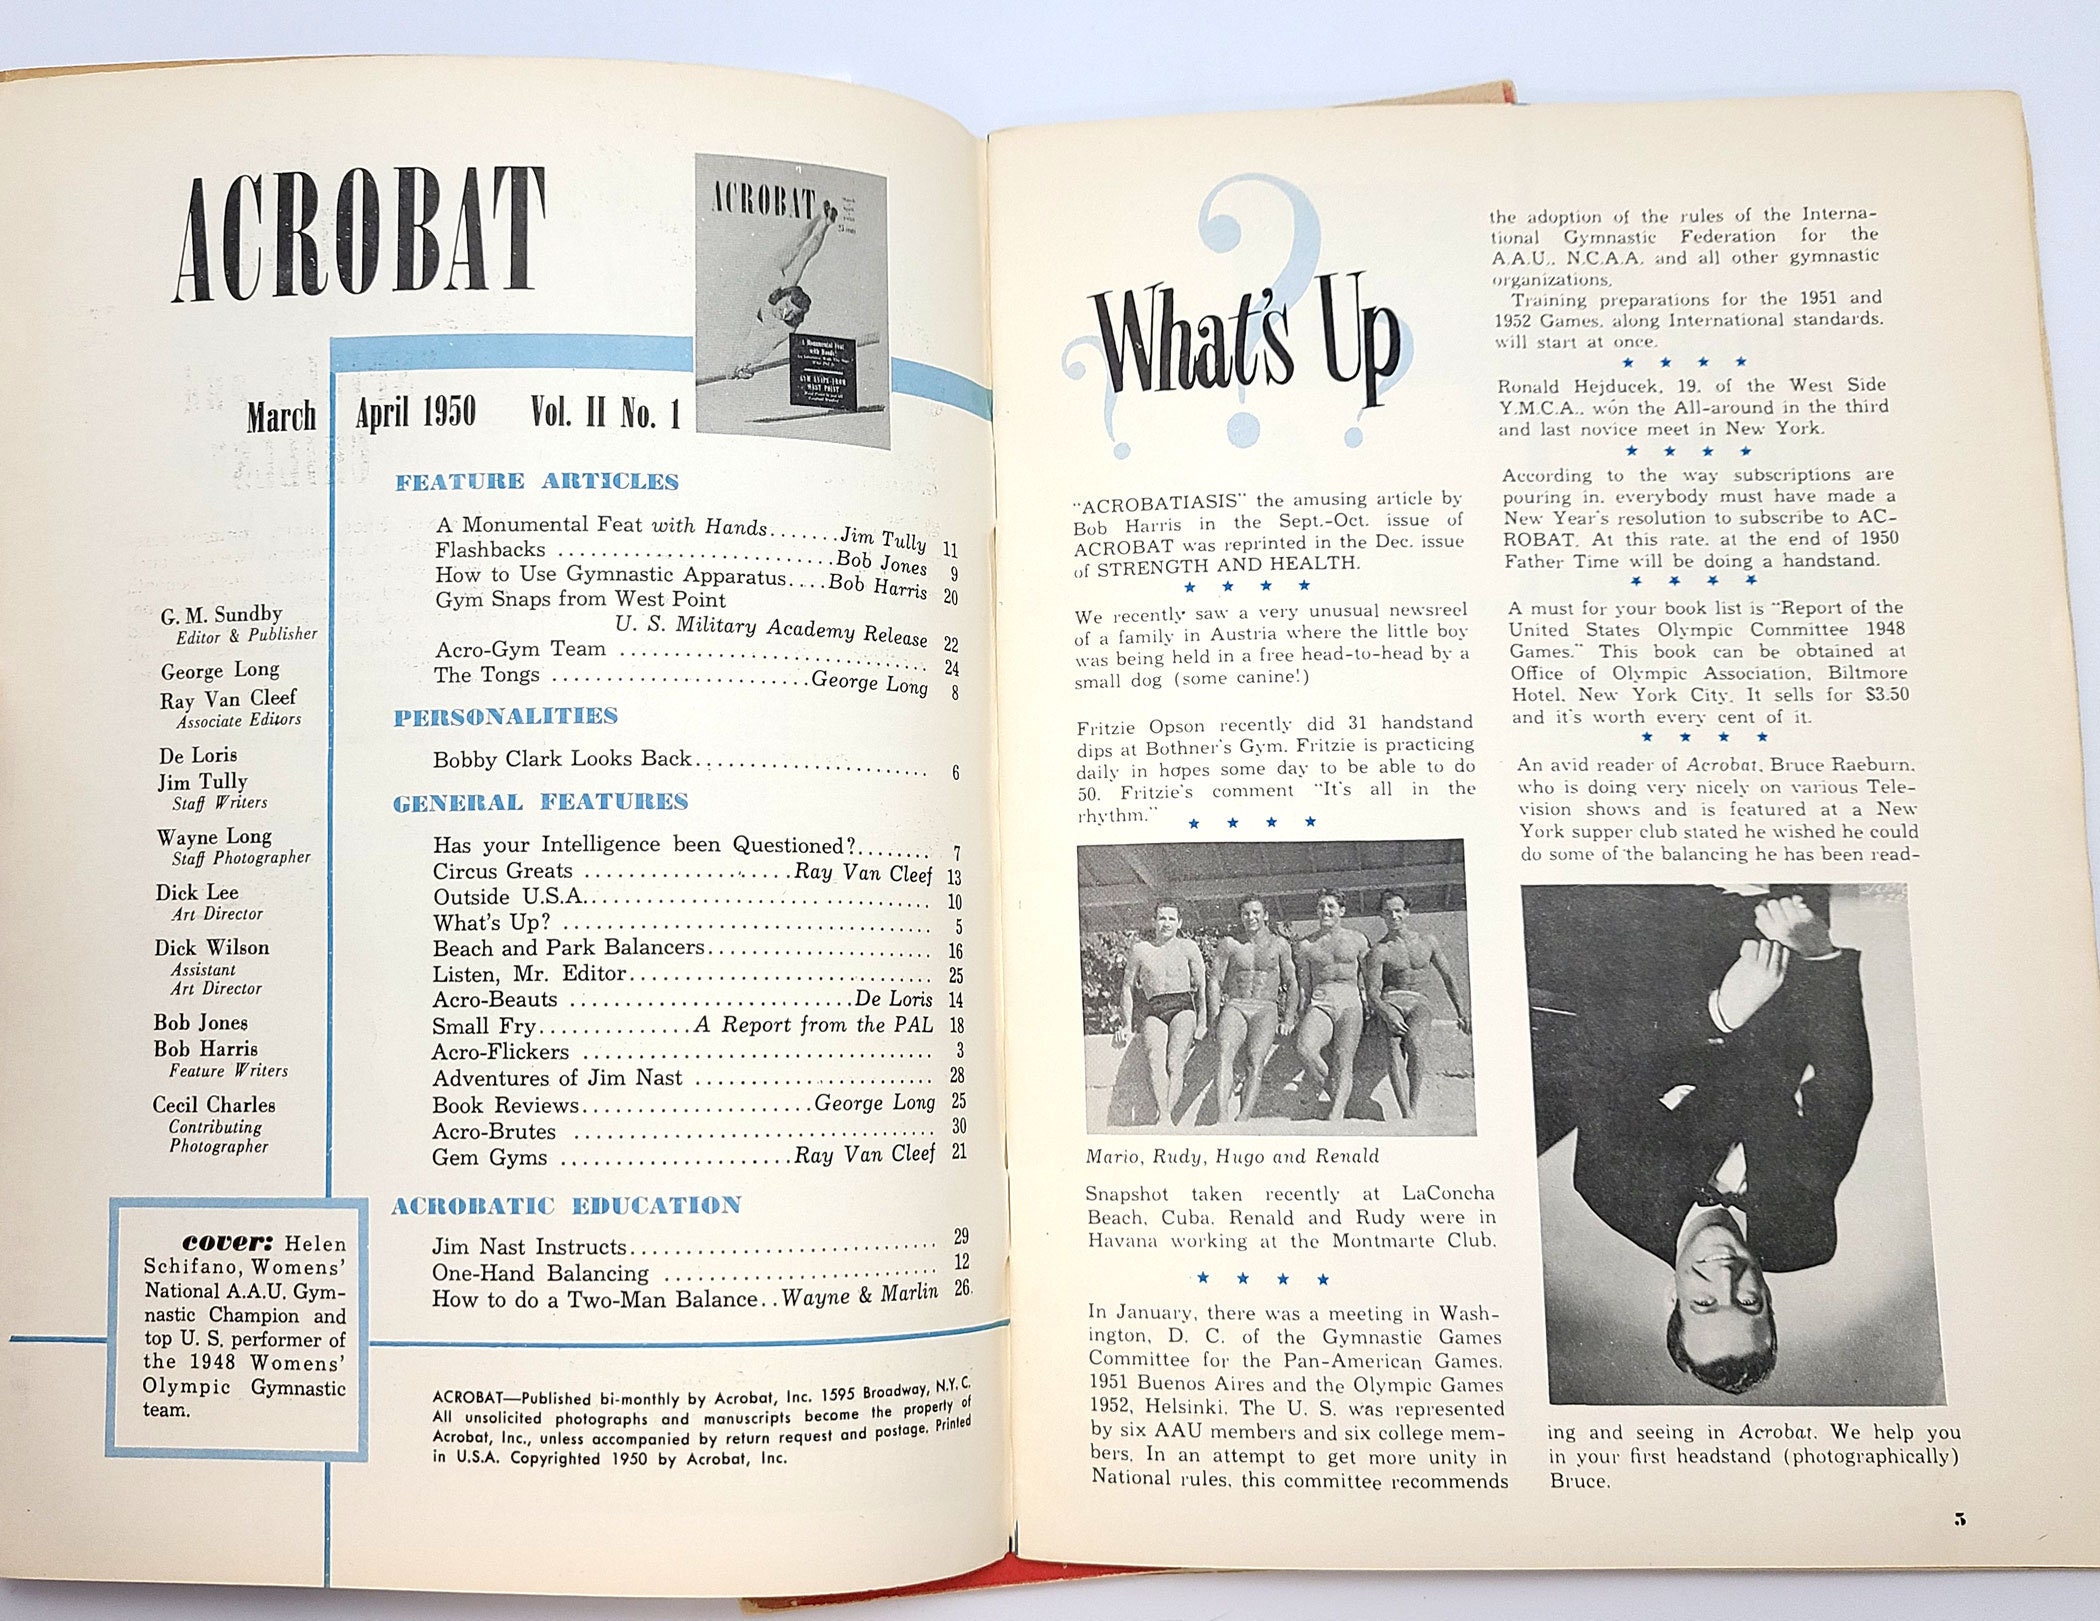 ACROBAT
ACROBAT
March April 1950 Vol. II No. 1
FEATURE ARTICLES
A Monumental Feat with Hands.......Jim Tully 11
Flashbacks .........................Bob Jones 9
How to Use Gymnastic Apparatus....Bob Harris 20
Gym Snaps from West Point
U. S. Military Academy Release 22
Acro-Gym Team ............................ 24
The Tongs .......................George Long 8
PERSONALITIES
Bobby Clark Looks Back....................... 6
GENERAL FEATURES
Has your Intelligence been Questioned?........ 7
Circus Greats ....................Ray Van Cleef 13
Outside U.S.A.................................. 10
What's Up? ................................... 5
Beach and Park Balancers....................... 16
Listen, Mr. Editor.............................. 25
Acro-Beauts ..........................De Loris 14
Small Fry..............A Report from the PAL 18
Acro-Flickers ................................ 3
Adventures of Jim Nast ...................... 28
Book Reviews.....................George Long 25
Acro-Brutes ................................. 30
Gem Gyms .....................Ray Van Cleef 21
ACROBATIC EDUCATION
Jim Nast Instructs............................ 29
One-Hand Balancing ......................... 12
How to do a Two-Man Balance..Wayne & Marlin 26
G. M. Sundby
Editor & Publisher
George Long
Ray Van Cleef
Associate Editors
De Loris
Jim Tully
Staff Writers
Wayne Long
Staff Photographer
Dick Lee
Art Director
Dick Wilson
Assistant
Art Director
Bob Jones
Bob Harris
Feature Writers
Cecil Charles
Contributing
Photographer
cover: Helen
Schifano, Womens'
National A.A.U. Gym-
nastic Champion and
top U. S. performer of
the 1948 Womens'
Olympic Gymnastic
team.
ACROBAT—Published bi-monthly by Acrobat, Inc. 1595 Broadway, N.Y.C.
All unsolicited photographs and manuscripts become the property of
Acrobat, Inc., unless accompanied by return request and postage. Printed
in U.S.A. Copyrighted 1950 by Acrobat, Inc.
What's Up
???
"ACROBATIASIS" the amusing article by
Bob Harris in the Sept.-Oct. issue of
ACROBAT was reprinted in the Dec. issue
of STRENGTH AND HEALTH.
★ ★ ★ ★
We recently saw a very unusual newsreel
of a family in Austria where the little boy
was being held in a free head-to-head by a
small dog (some canine!)
Fritzie Opson recently did 31 handstand
dips at Bothner's Gym. Fritzie is practicing
daily in hopes some day to be able to do
50. Fritzie's comment "It's all in the
rhythm."
★ ★ ★ ★
Mario, Rudy, Hugo and Renald
Snapshot taken recently at LaConcha
Beach, Cuba. Renald and Rudy were in
Havana working at the Montmarte Club.
★ ★ ★ ★
In January, there was a meeting in Wash-
ington, D. C. of the Gymnastic Games
Committee for the Pan-American Games,
1951 Buenos Aires and the Olympic Games
1952, Helsinki. The U. S. was represented
by six AAU members and six college mem-
bers. In an attempt to get more unity in
National rules, this committee recommends
the adoption of the rules of the Interna-
tional Gymnastic Federation for the
A.A.U., N.C.A.A. and all other gymnastic
organizations.
Training preparations for the 1951 and
1952 Games, along International standards,
will start at once.
★ ★ ★ ★
Ronald Hejducek, 19, of the West Side
Y.M.C.A., won the All-around in the third
and last novice meet in New York.
★ ★ ★ ★
According to the way subscriptions are
pouring in, everybody must have made a
New Year's resolution to subscribe to AC-
ROBAT. At this rate, at the end of 1950
Father Time will be doing a handstand.
★ ★ ★ ★
A must for your book list is "Report of the
United States Olympic Committee 1948
Games." This book can be obtained at
Office of Olympic Association, Biltmore
Hotel, New York City. It sells for $3.50
and it's worth every cent of it.
★ ★ ★ ★
An avid reader of Acrobat, Bruce Raeburn,
who is doing very nicely on various Tele-
vision shows and is featured at a New
York supper club stated he wished he could
do some of the balancing he has been read-
ing and seeing in Acrobat. We help you
in your first headstand (photographically)
Bruce.
5